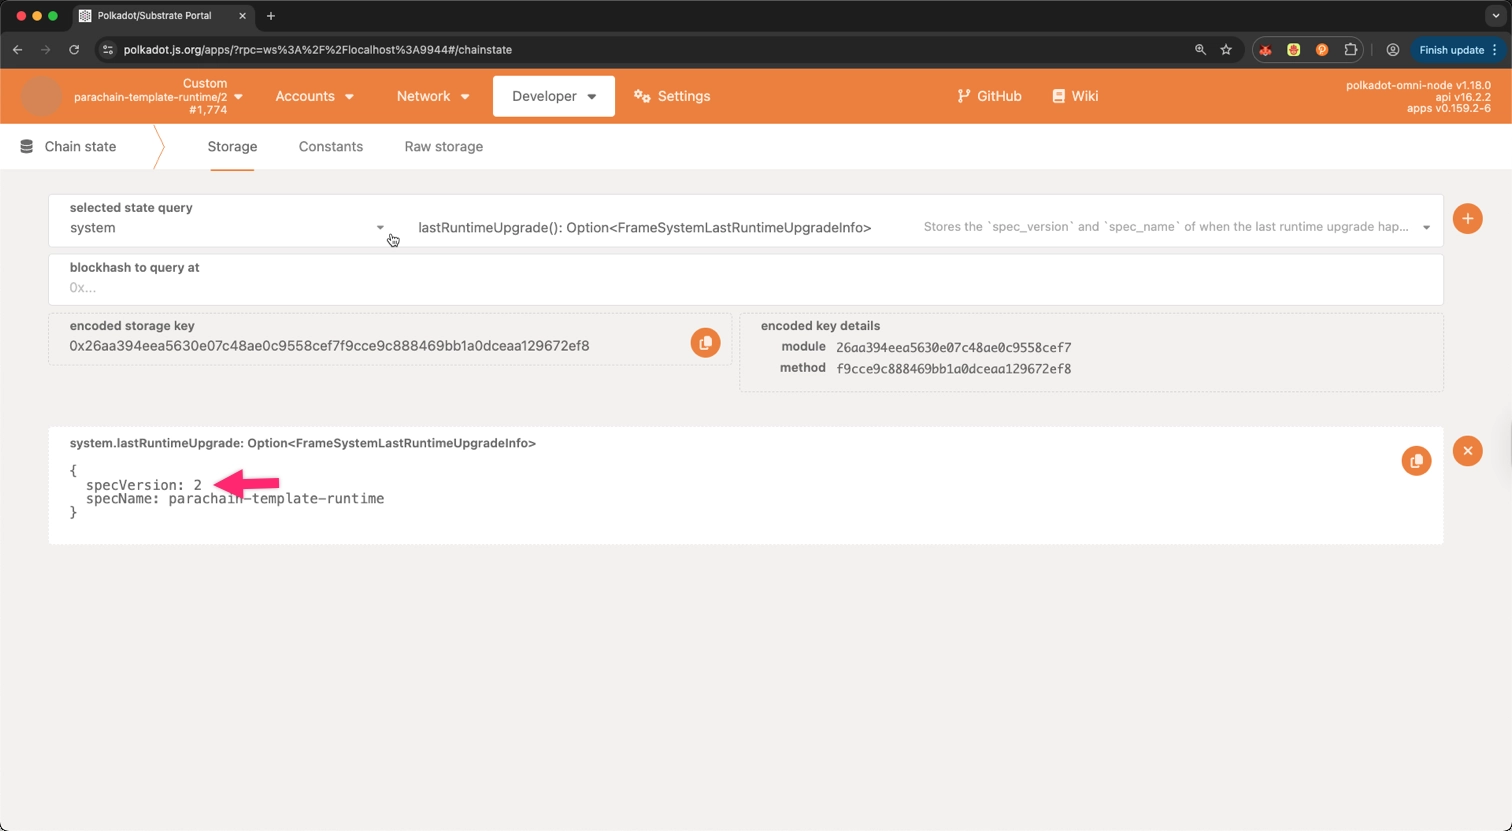 Polkadot/Substrate Portal
polkadot.js.org/apps/?rpc=ws%3A%2F%2Flocalhost%3A9944#/chainstate
Finish update
Custom
parachain-template-runtime/2
#1,774
Accounts
Network
Developer
Settings
GitHub
Wiki
polkadot-omni-node v1.18.0
api v16.2.2
apps v0.159.2-6
Chain state
Storage
Constants
Raw storage
selected state query
system
lastRuntimeUpgrade(): Option<FrameSystemLastRuntimeUpgradeInfo>
Stores the `spec_version` and `spec_name` of when the last runtime upgrade hap...
blockhash to query at
0x...
encoded storage key
0x26aa394eea5630e07c48ae0c9558cef7f9cce9c888469bb1a0dceaa129672ef8
encoded key details
module 26aa394eea5630e07c48ae0c9558cef7
method f9cce9c888469bb1a0dceaa129672ef8
system.lastRuntimeUpgrade: Option<FrameSystemLastRuntimeUpgradeInfo>
{
specVersion: 2
specName: parachain-template-runtime
}